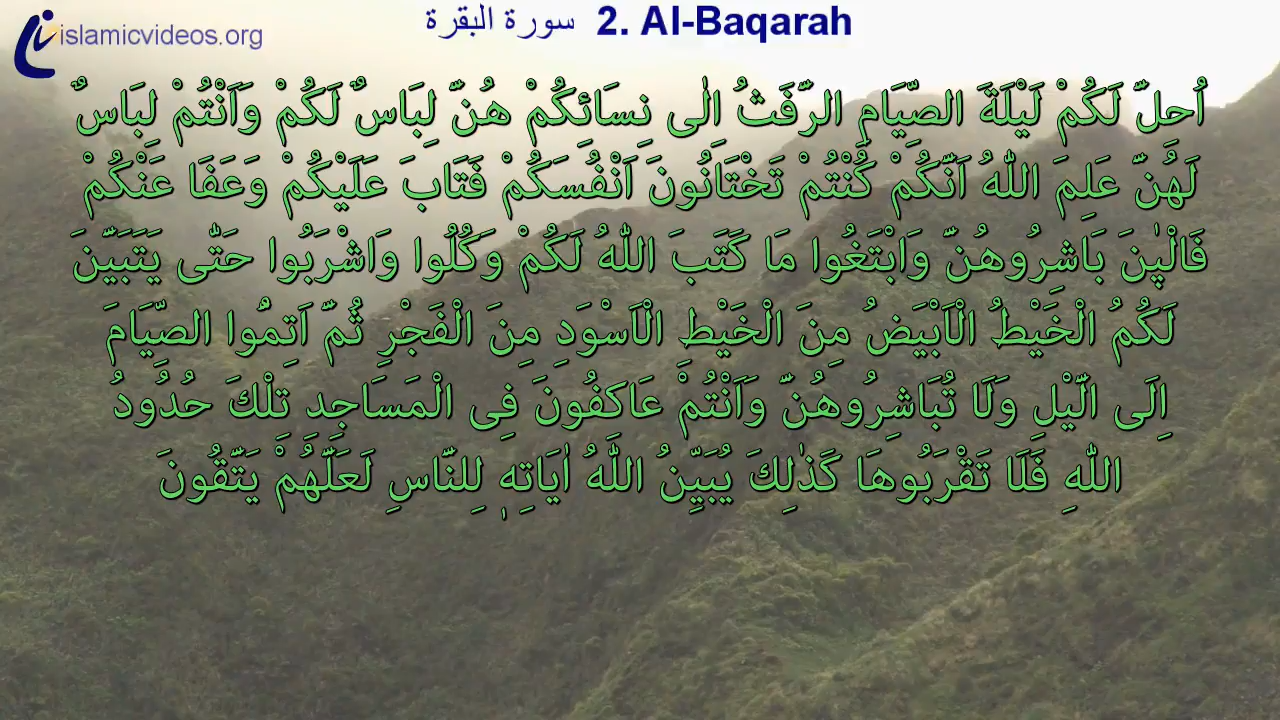 islamicvideos.org
سورة البقرة 2. Al-Baqarah
اُحِلَّ لَكُمْ لَيْلَةَ الصِّيَامِ الرَّفَثُ اِلٰى نِسَائِكُمْ هُنَّ لِبَاسٌ لَكُمْ وَاَنْتُمْ لِبَاسٌ
لَهُنَّ عَلِمَ اللّٰهُ اَنَّكُمْ كُنْتُمْ تَخْتَانُونَ اَنْفُسَكُمْ فَتَابَ عَلَيْكُمْ وَعَفَا عَنْكُمْ
فَالْپٰنَ بَاشِرُوهُنَّ وَابْتَغُوا مَا كَتَبَ اللّٰهُ لَكُمْ وَكُلُوا وَاشْرَبُوا حَتّٰى يَتَبَيَّنَ
لَكُمُ الْخَيْطُ الْاَبْيَضُ مِنَ الْخَيْطِ الْاَسْوَدِ مِنَ الْفَجْرِ ثُمَّ اَتِمُّوا الصِّيَامَ
اِلَى الَّيْلِ وَلَا تُبَاشِرُوهُنَّ وَاَنْتُمْ عَاكِفُونَ فِى الْمَسَاجِدِ تِلْكَ حُدُودُ
اللّٰهِ فَلَا تَقْرَبُوهَا كَذٰلِكَ يُبَيِّنُ اللّٰهُ اٰيَاتِهٖ لِلنَّاسِ لَعَلَّهُمْ يَتَّقُونَ